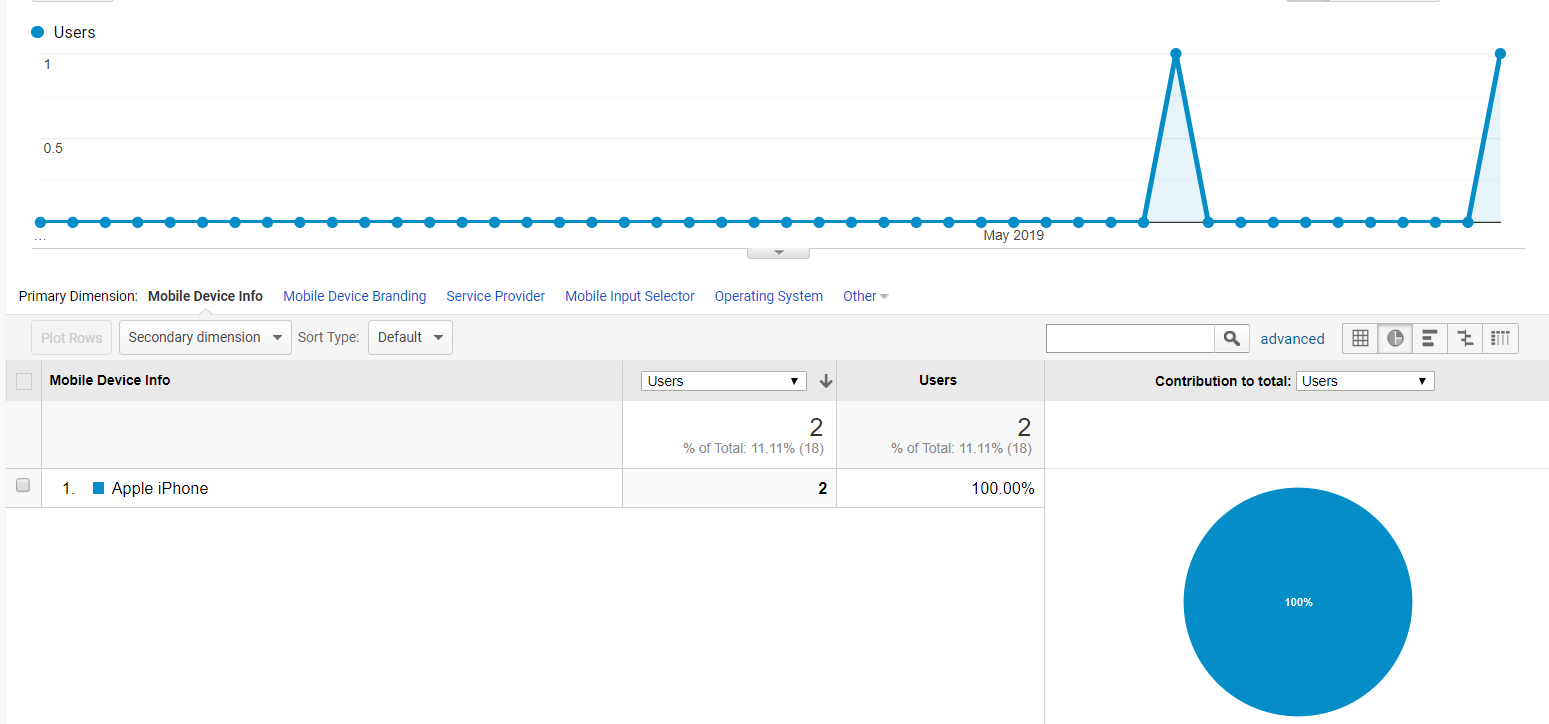 Users
1
0.5
...
May 2019
Primary Dimension: Mobile Device Info Mobile Device Branding Service Provider Mobile Input Selector Operating System Other
Plot Rows Secondary dimension Sort Type: Default advanced
Mobile Device Info Users Users Contribution to total: Users
2 2
% of Total: 11.11% (18) % of Total: 11.11% (18)
1. Apple iPhone 2 100.00%
100%